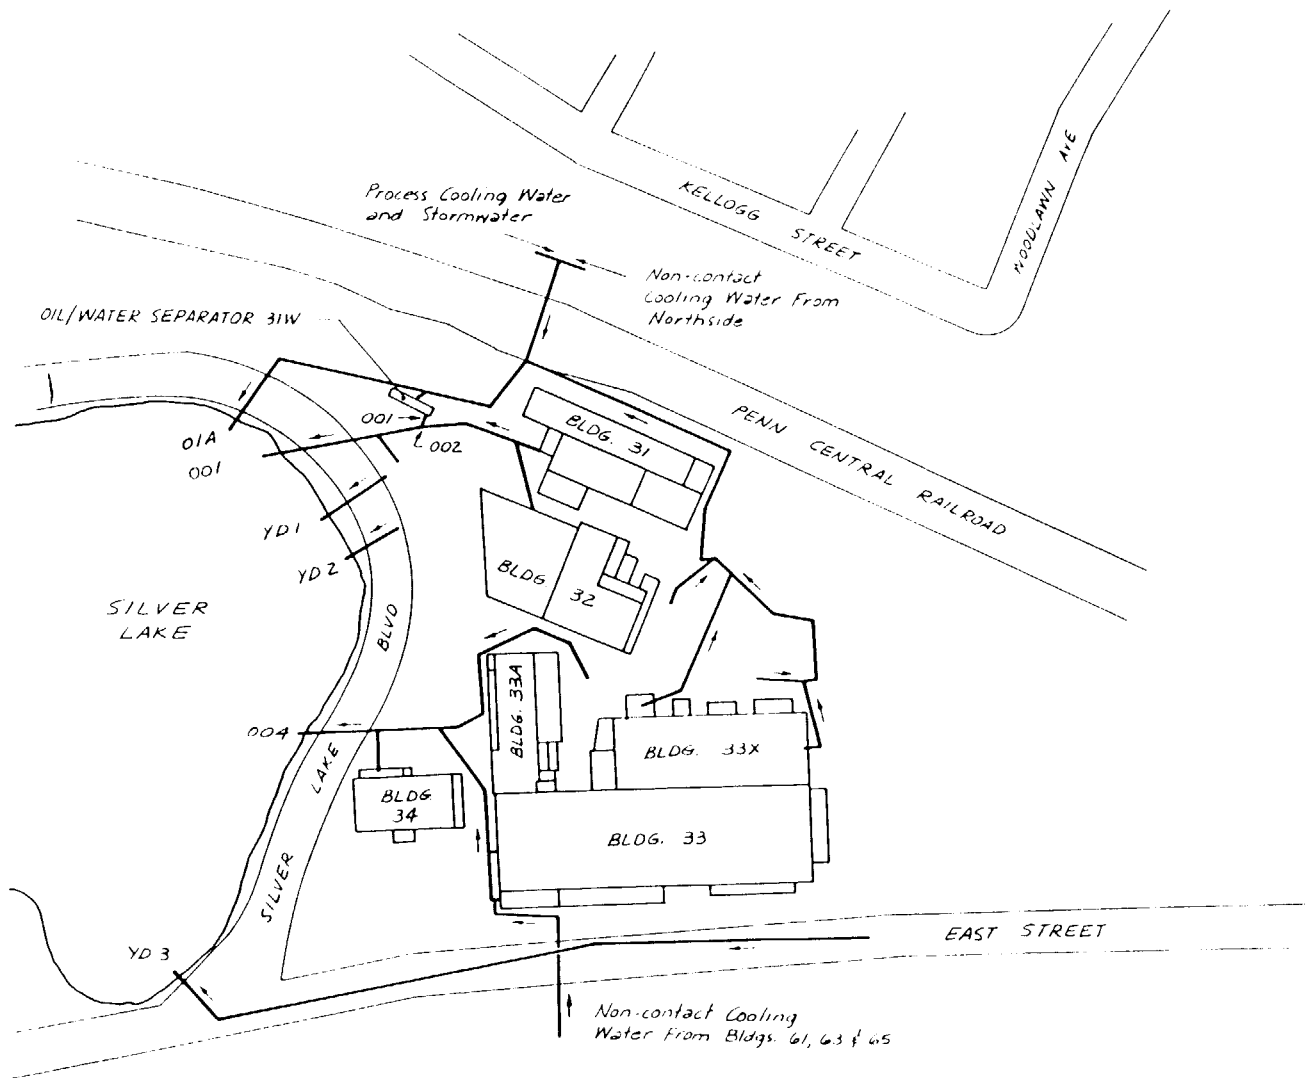 KELLOGG
STREET
WOODLAWN AVE
Process Cooling Water
and Stormwater
Non-contact
Cooling Water From
Northside
OIL/WATER SEPARATOR 31W
PENN CENTRAL RAILROAD
BLDG. 31
001
002
01A
001
YD1
YD2
BLDG
32
SILVER
LAKE
BLVD
BLDG. 33A
004
BLDG. 33X
LAKE
BLDG
34
BLDG. 33
SILVER
EAST STREET
YD 3
Non-contact Cooling
Water From Bldgs. 61, 63 & 65